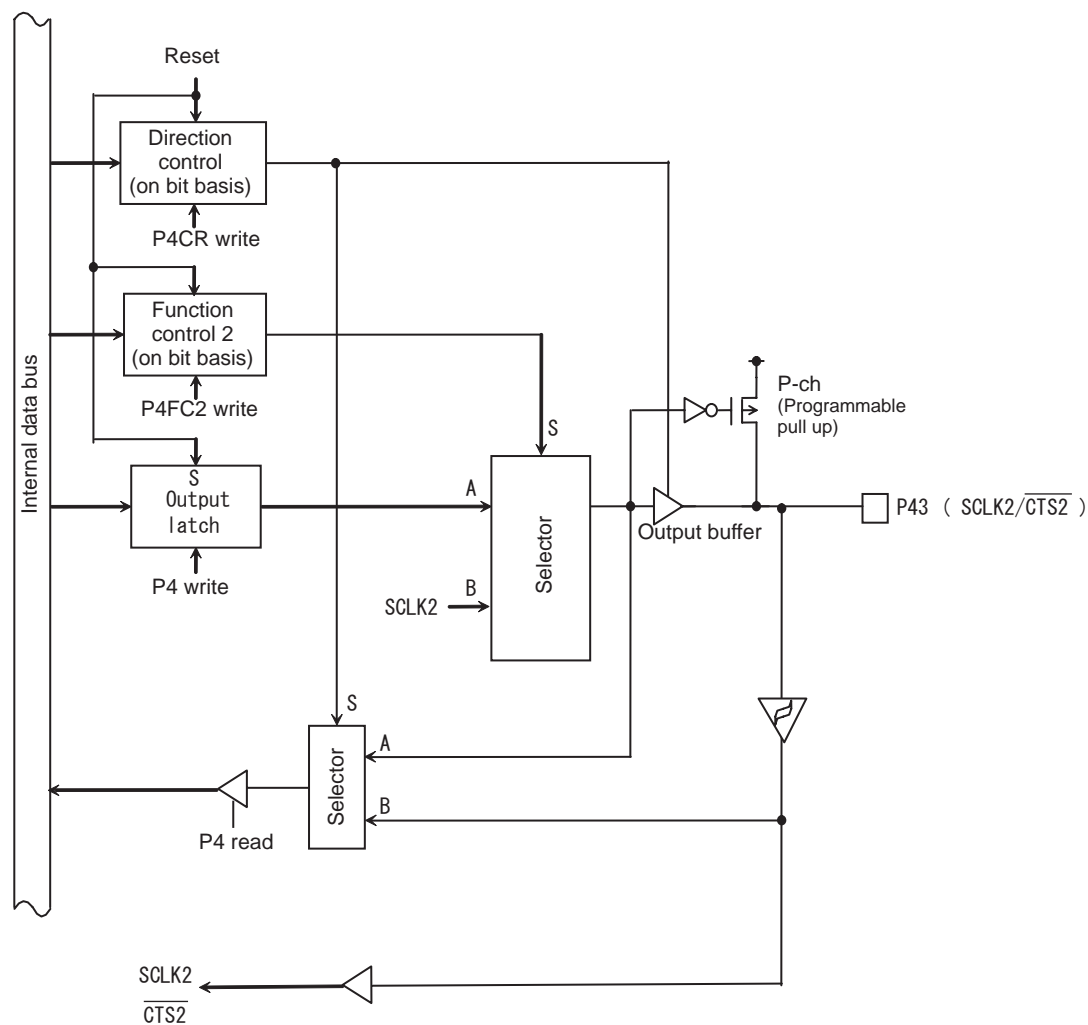 Reset
Direction
control
(on bit basis)
P4CR write
Function
control 2
(on bit basis)
P4FC2 write
Internal data bus
S
Output
latch
P4 write
A
B
SCLK2
S
Selector
P-ch
(Programmable
pull up)
Output buffer
P43 ( SCLK2/CTS2 )
S
A
B
Selector
P4 read
SCLK2
CTS2